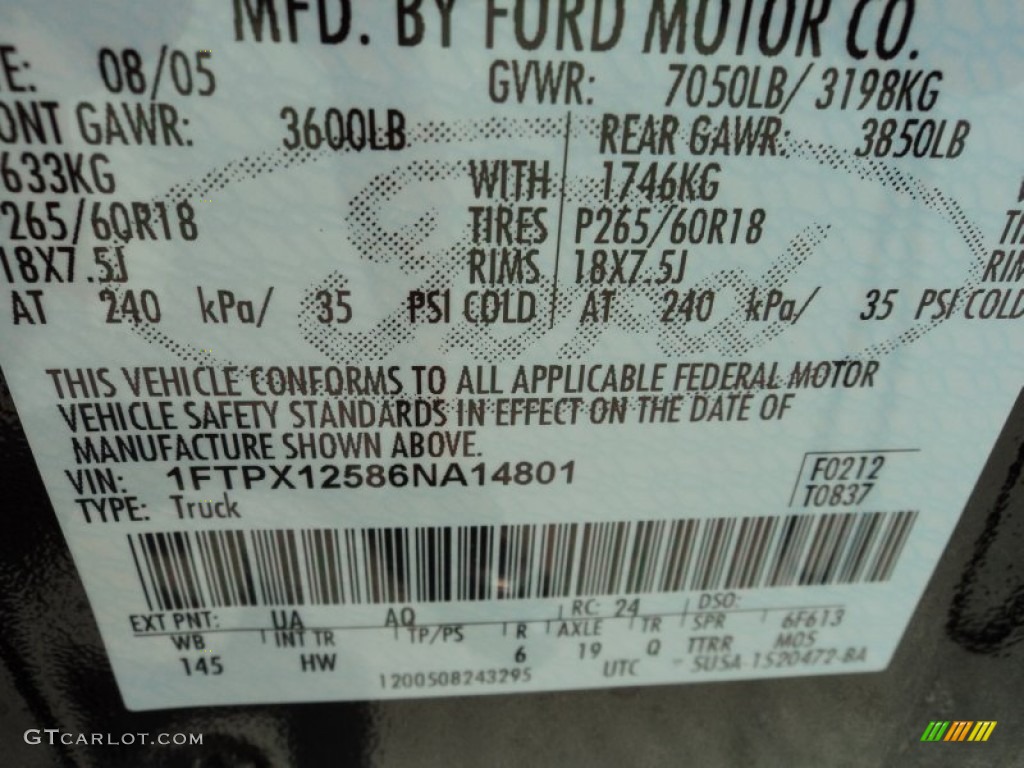 MFD. BY FORD MOTOR CO.
E: 08/05 GVWR: 7050LB/ 3198KG
ONT GAWR: 3600LB REAR GAWR: 3850LB
633KG WITH 1746KG
265/60R18 TIRES P265/60R18
18X7.5J RIMS 18X7.5J RIM
AT 240 kPa/ 35 PSI COLD AT 240 kPa/ 35 PSI COLD
THIS VEHICLE CONFORMS TO ALL APPLICABLE FEDERAL MOTOR
VEHICLE SAFETY STANDARDS IN EFFECT ON THE DATE OF
MANUFACTURE SHOWN ABOVE.
VIN: 1FTPX12586NA14801 F0212
TYPE: Truck T0837
EXT PNT: UA AQ RC: 24 DSO:
WB INT TR TP/PS R AXLE TR SPR 6F613
145 HW 6 19 Q TTRR MOS
1200508243295 UTC SU5A-1520472-BA
GTCARLOT.COM